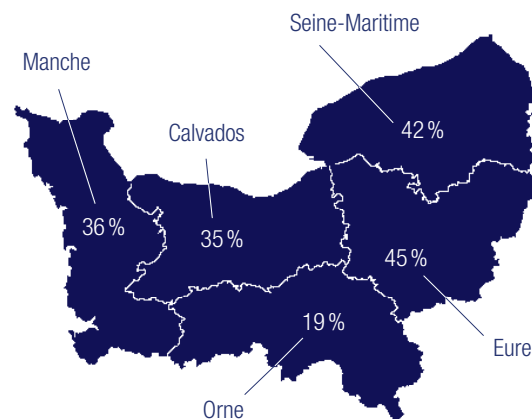 Seine-Maritime
Manche
42 %
Calvados
36 %
35 %
45 %
19 %
Eure
Orne